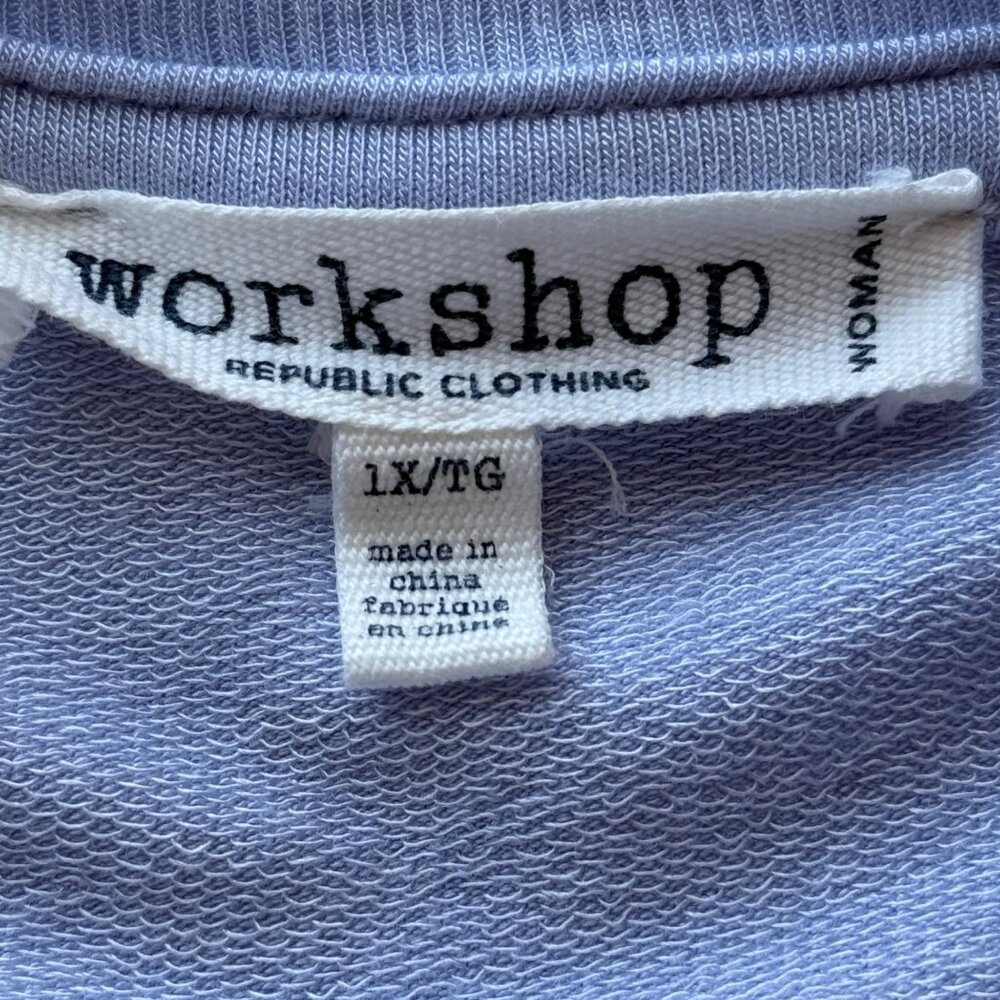 workshop
REPUBLIC CLOTHING
WOMAN
1X/TG
made in
china
fabriqué
en chine